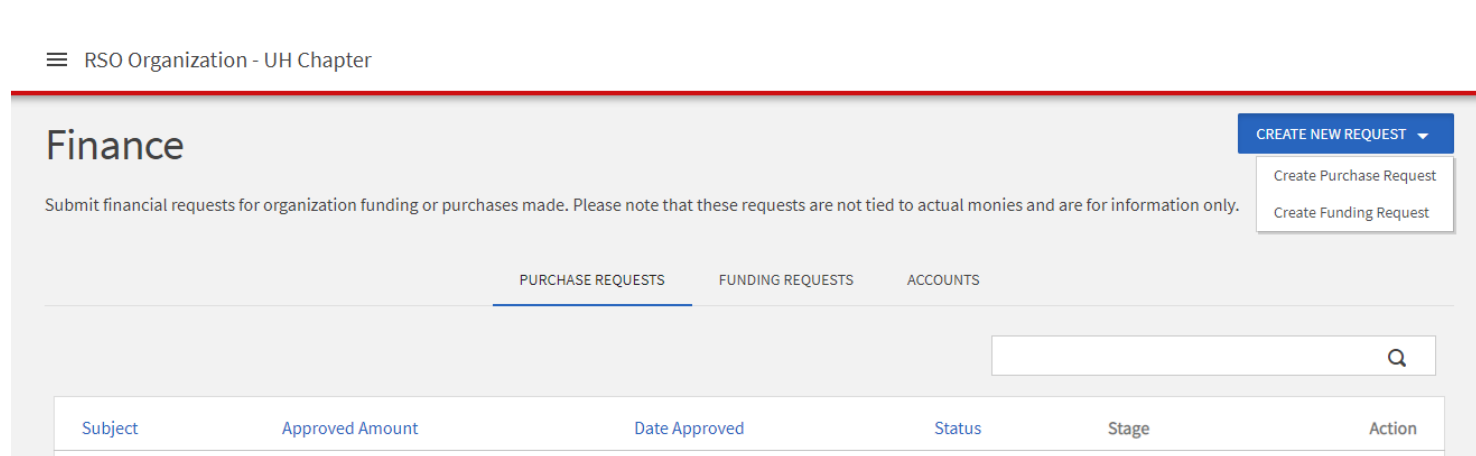 RSO Organization - UH Chapter
Finance
CREATE NEW REQUEST
Create Purchase Request
Create Funding Request
Submit financial requests for organization funding or purchases made. Please note that these requests are not tied to actual monies and are for information only.
PURCHASE REQUESTS FUNDING REQUESTS ACCOUNTS
Subject Approved Amount Date Approved Status Stage Action